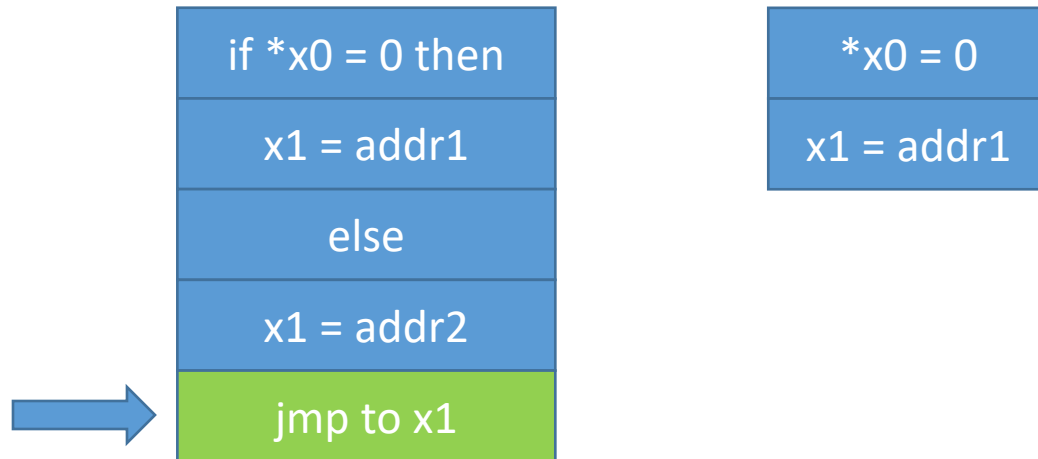 if *x0 = 0 then
x1 = addr1
else
x1 = addr2
jmp to x1
*x0 = 0
x1 = addr1